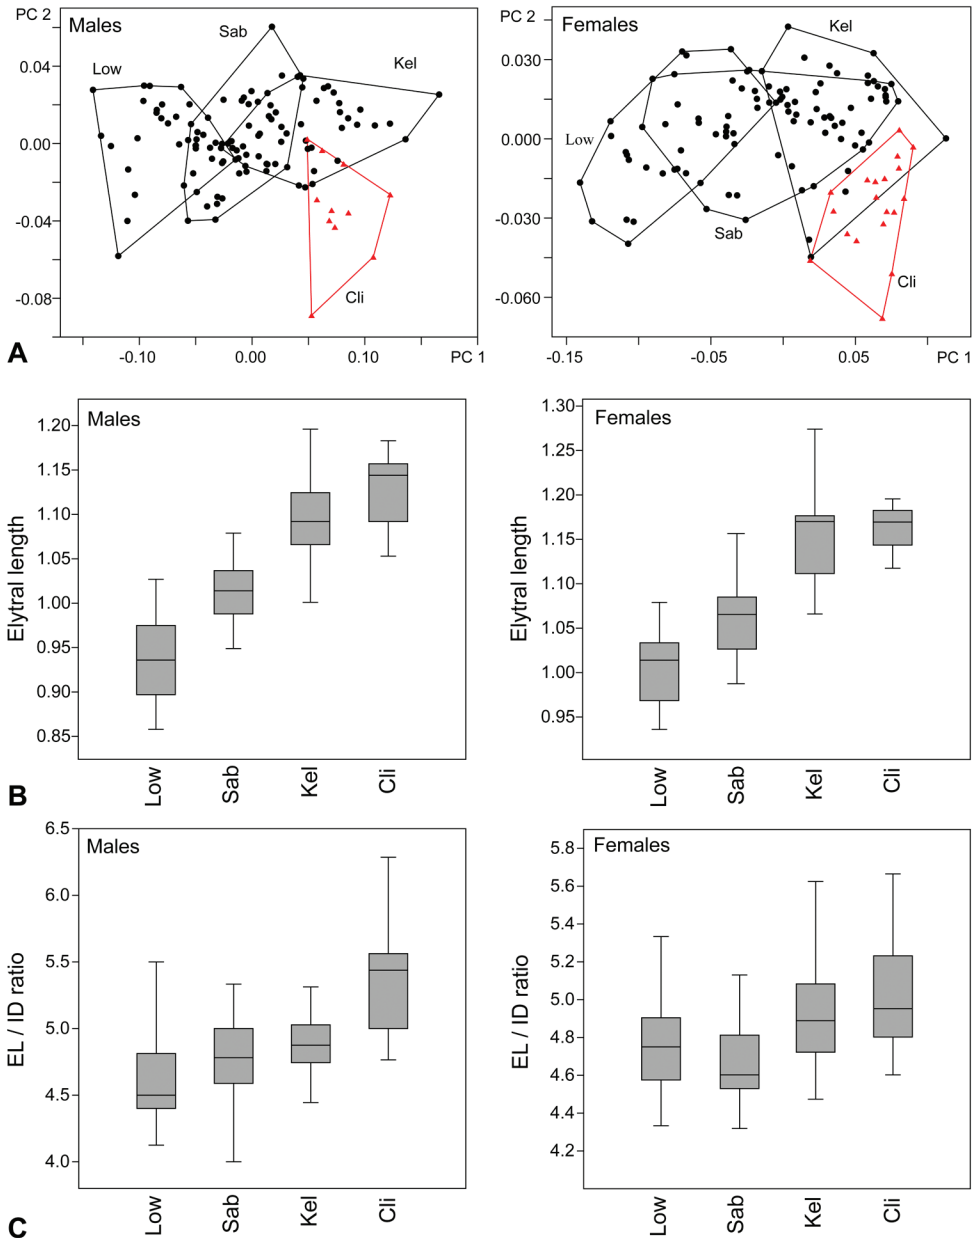 PC 2
Males
Sab
Kel
Low
Cli
0.04
0.00
-0.04
-0.08
-0.10
0.00
0.10
PC 1
PC 2
Females
Kel
Low
Sab
Cli
0.030
0.000
-0.030
-0.060
-0.15
-0.05
0.05
PC 1
A
Males
Elytral length
1.20
1.15
1.10
1.05
1.00
0.95
0.90
0.85
Low
Sab
Kel
Cli
Females
Elytral length
1.30
1.25
1.20
1.15
1.10
1.05
1.00
0.95
Low
Sab
Kel
Cli
B
Males
EL / ID ratio
6.5
6.0
5.5
5.0
4.5
4.0
Low
Sab
Kel
Cli
Females
EL / ID ratio
5.8
5.6
5.4
5.2
5.0
4.8
4.6
4.4
4.2
Low
Sab
Kel
Cli
C